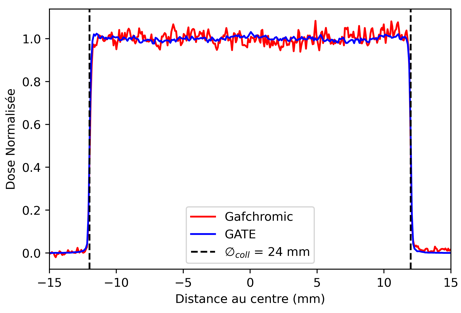 1.0
0.8
0.6
0.4
0.2
0.0
Dose Normalisée
Gafchromic
GATE
∅coll = 24 mm
−15 −10 −5 0 5 10 15
Distance au centre (mm)